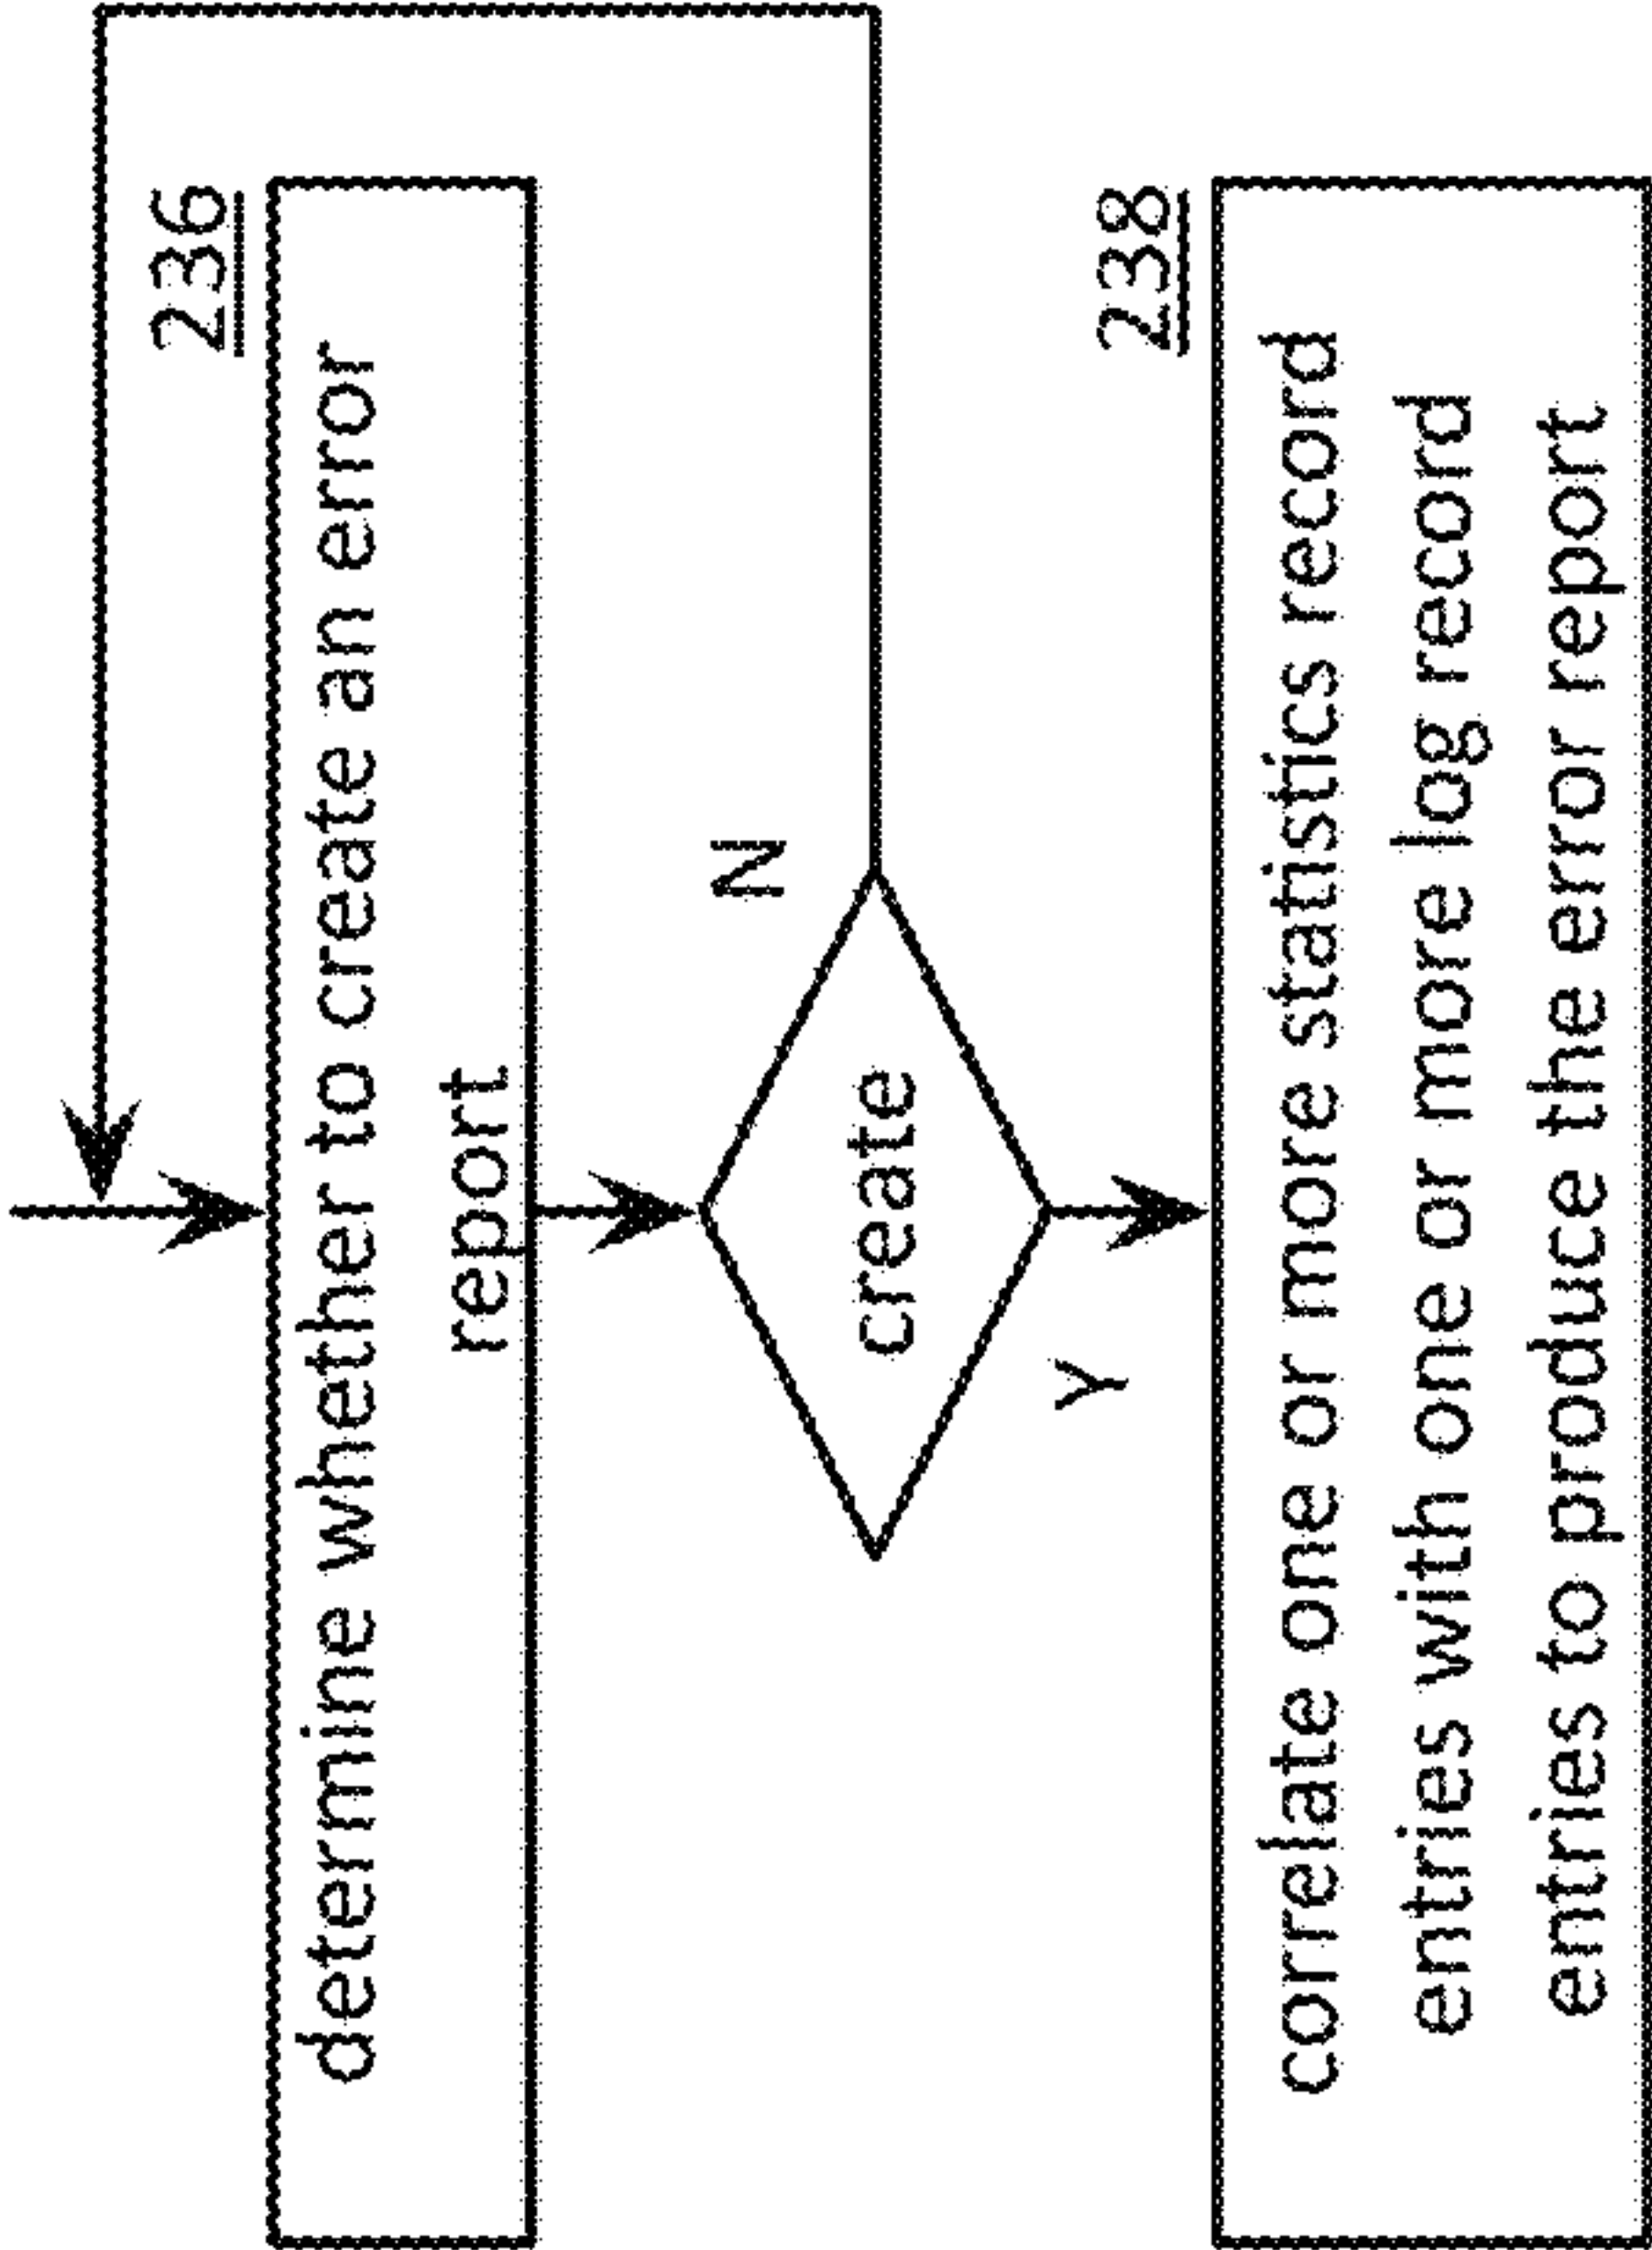 236
determine whether to create an error
report
create
N
Y
238
correlate one or more statistics record
entries with one or more log record
entries to produce the error report